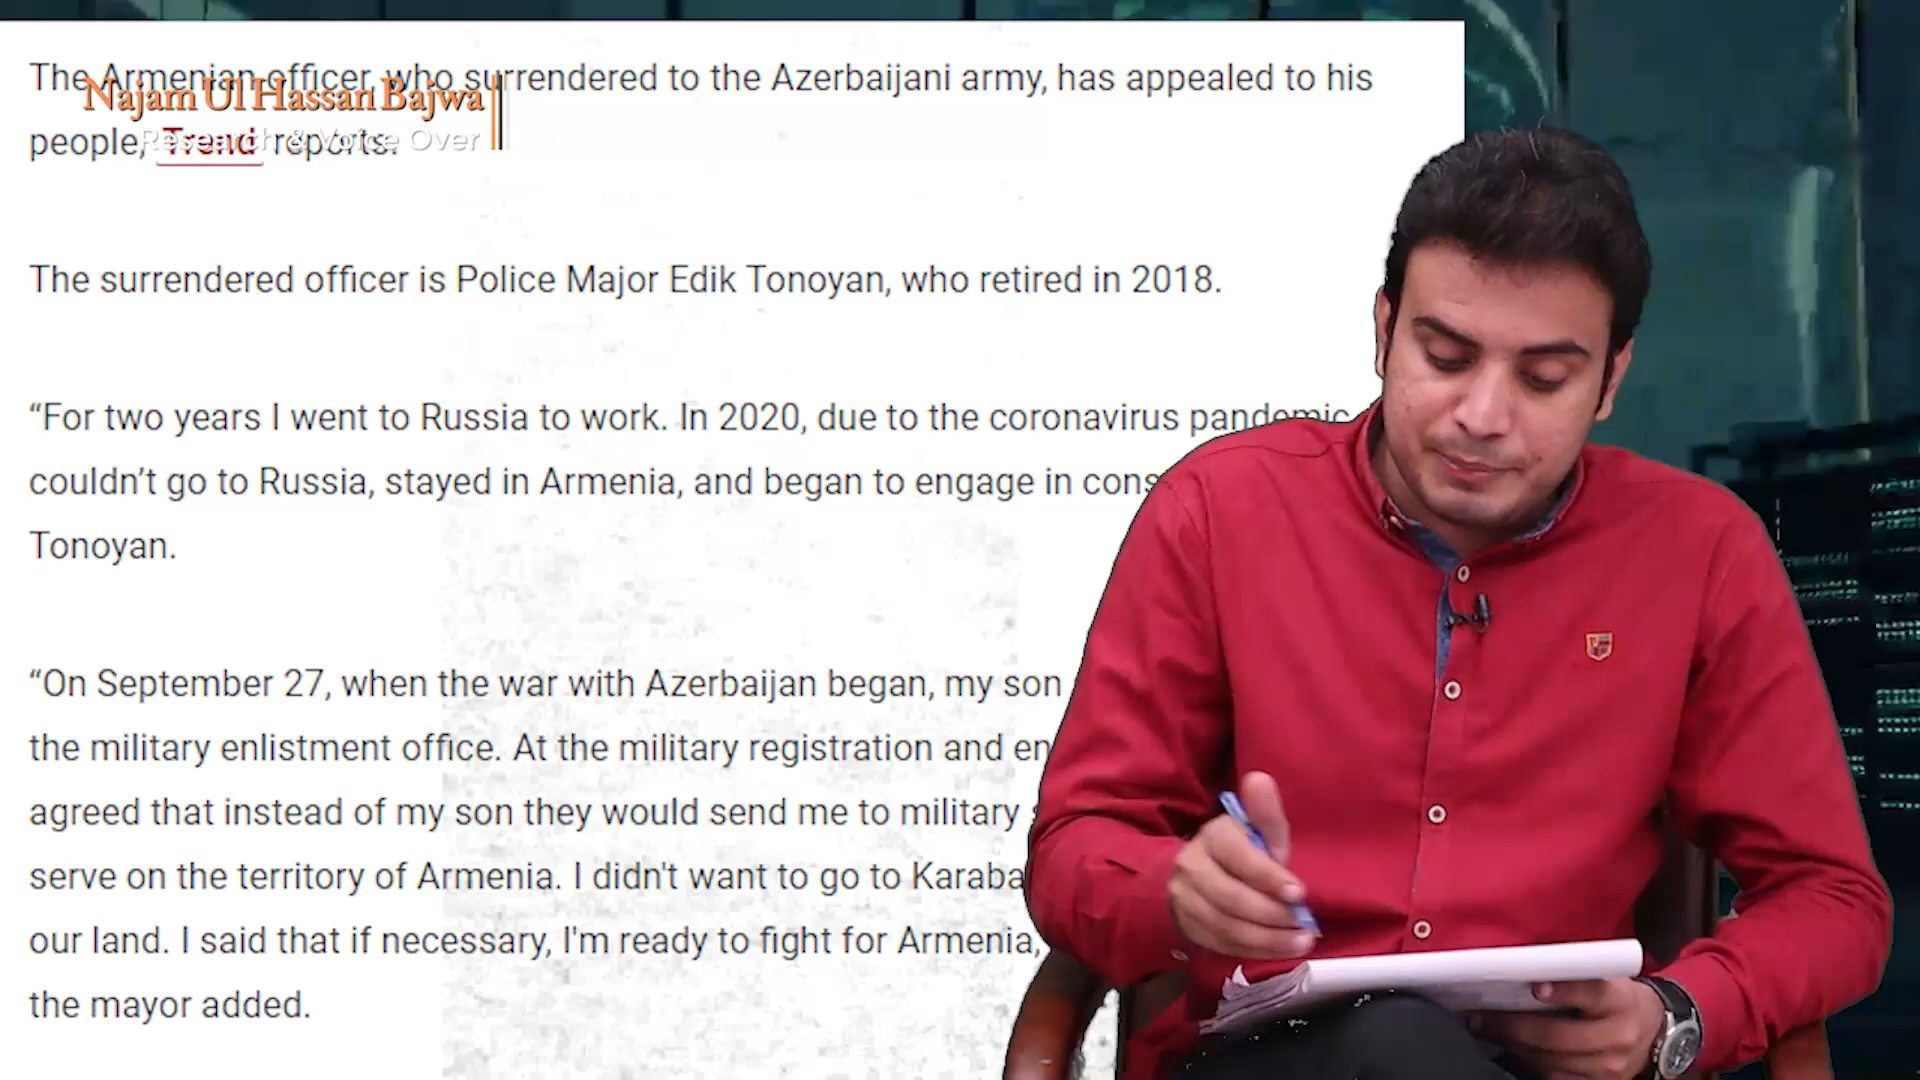 The Armenian officer, who surrendered to the Azerbaijani army, has appealed to his
Najam Ul Hassan Bajwa
people, Trend reports.
Research & Voice Over
The surrendered officer is Police Major Edik Tonoyan, who retired in 2018.
“For two years I went to Russia to work. In 2020, due to the coronavirus pandemic
couldn’t go to Russia, stayed in Armenia, and began to engage in
Tonoyan.
“On September 27, when the war with Azerbaijan began, my son
the military enlistment office. At the military registration and
agreed that instead of my son they would send me to military
serve on the territory of Armenia. I didn't want to go to
our land. I said that if necessary, I'm ready to fight for Armenia,
the mayor added.